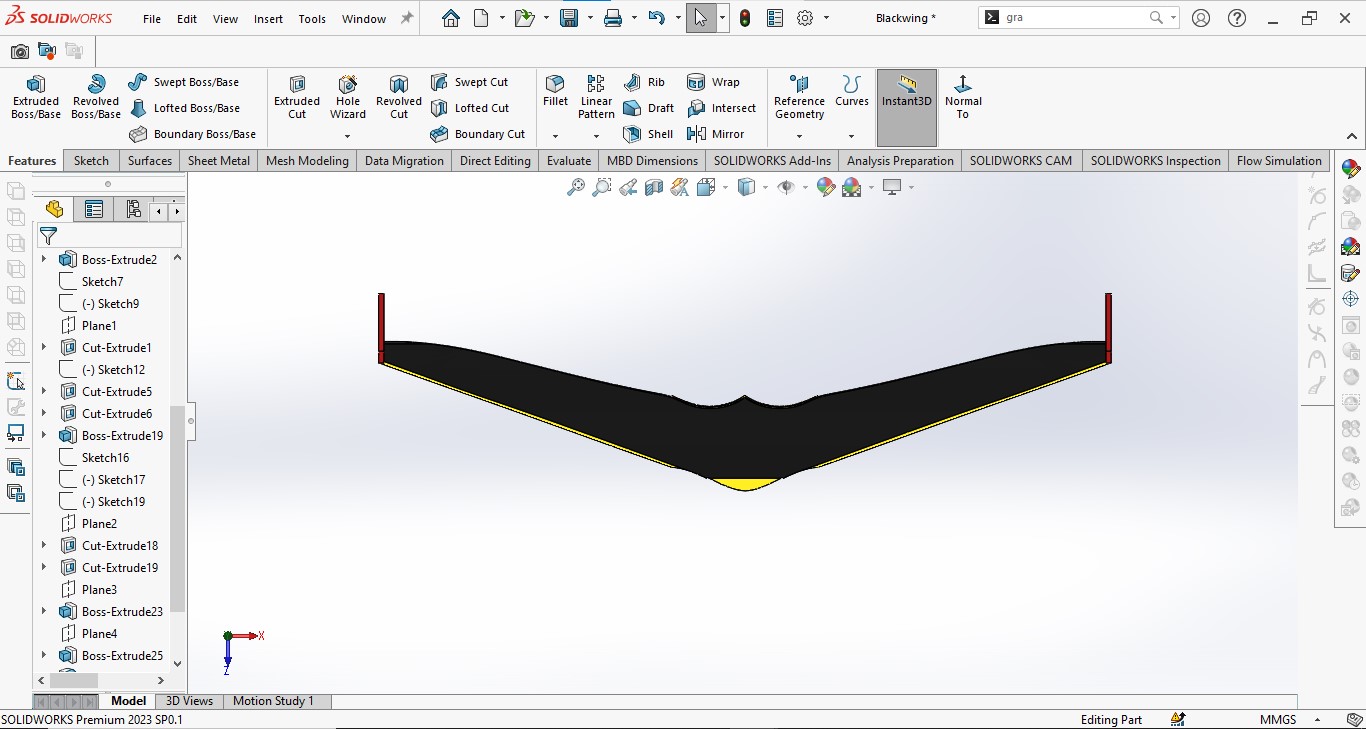 SOLIDWORKS File Edit View Insert Tools Window Blackwing * gra
Extruded Boss/Base
Revolved Boss/Base
Swept Boss/Base
Lofted Boss/Base
Boundary Boss/Base
Extruded Cut
Hole Wizard
Revolved Cut
Swept Cut
Lofted Cut
Boundary Cut
Fillet
Linear Pattern
Rib
Draft
Shell
Wrap
Intersect
Mirror
Reference Geometry
Curves
Instant3D
Normal To
Features Sketch Surfaces Sheet Metal Mesh Modeling Data Migration Direct Editing Evaluate MBD Dimensions SOLIDWORKS Add-Ins Analysis Preparation SOLIDWORKS CAM SOLIDWORKS Inspection Flow Simulation
Boss-Extrude2
Sketch7
(-) Sketch9
Plane1
Cut-Extrude1
(-) Sketch12
Cut-Extrude5
Cut-Extrude6
Boss-Extrude19
Sketch16
(-) Sketch17
(-) Sketch19
Plane2
Cut-Extrude18
Cut-Extrude19
Plane3
Boss-Extrude23
Plane4
Boss-Extrude25
X
Z
Model 3D Views Motion Study 1
SOLIDWORKS Premium 2023 SP0.1 Editing Part MMGS